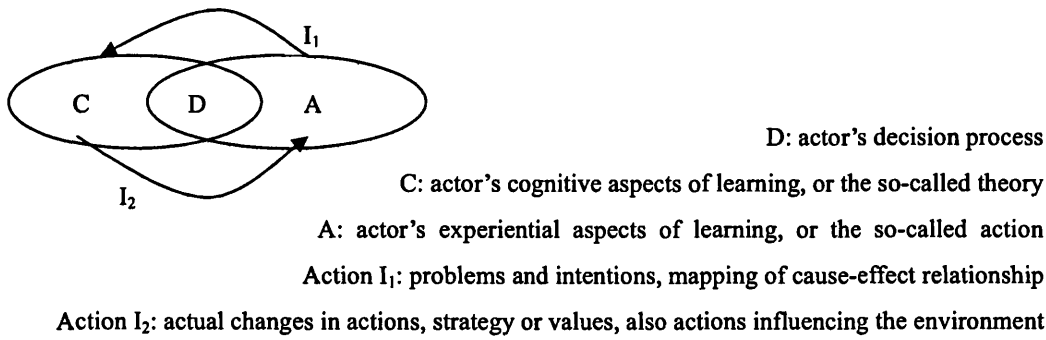 I₁
C D A
I₂
D: actor's decision process
C: actor's cognitive aspects of learning, or the so-called theory
A: actor's experiential aspects of learning, or the so-called action
Action I₁: problems and intentions, mapping of cause-effect relationship
Action I₂: actual changes in actions, strategy or values, also actions influencing the environment